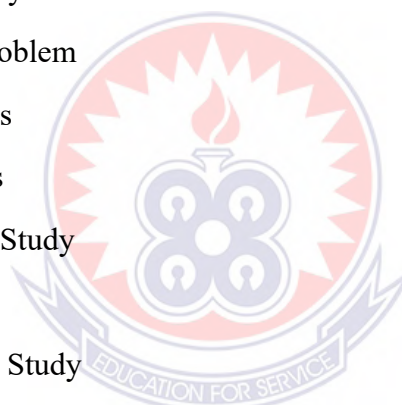 y
oblem
s
s
Study
Study
EDUCATION FOR SERVICE